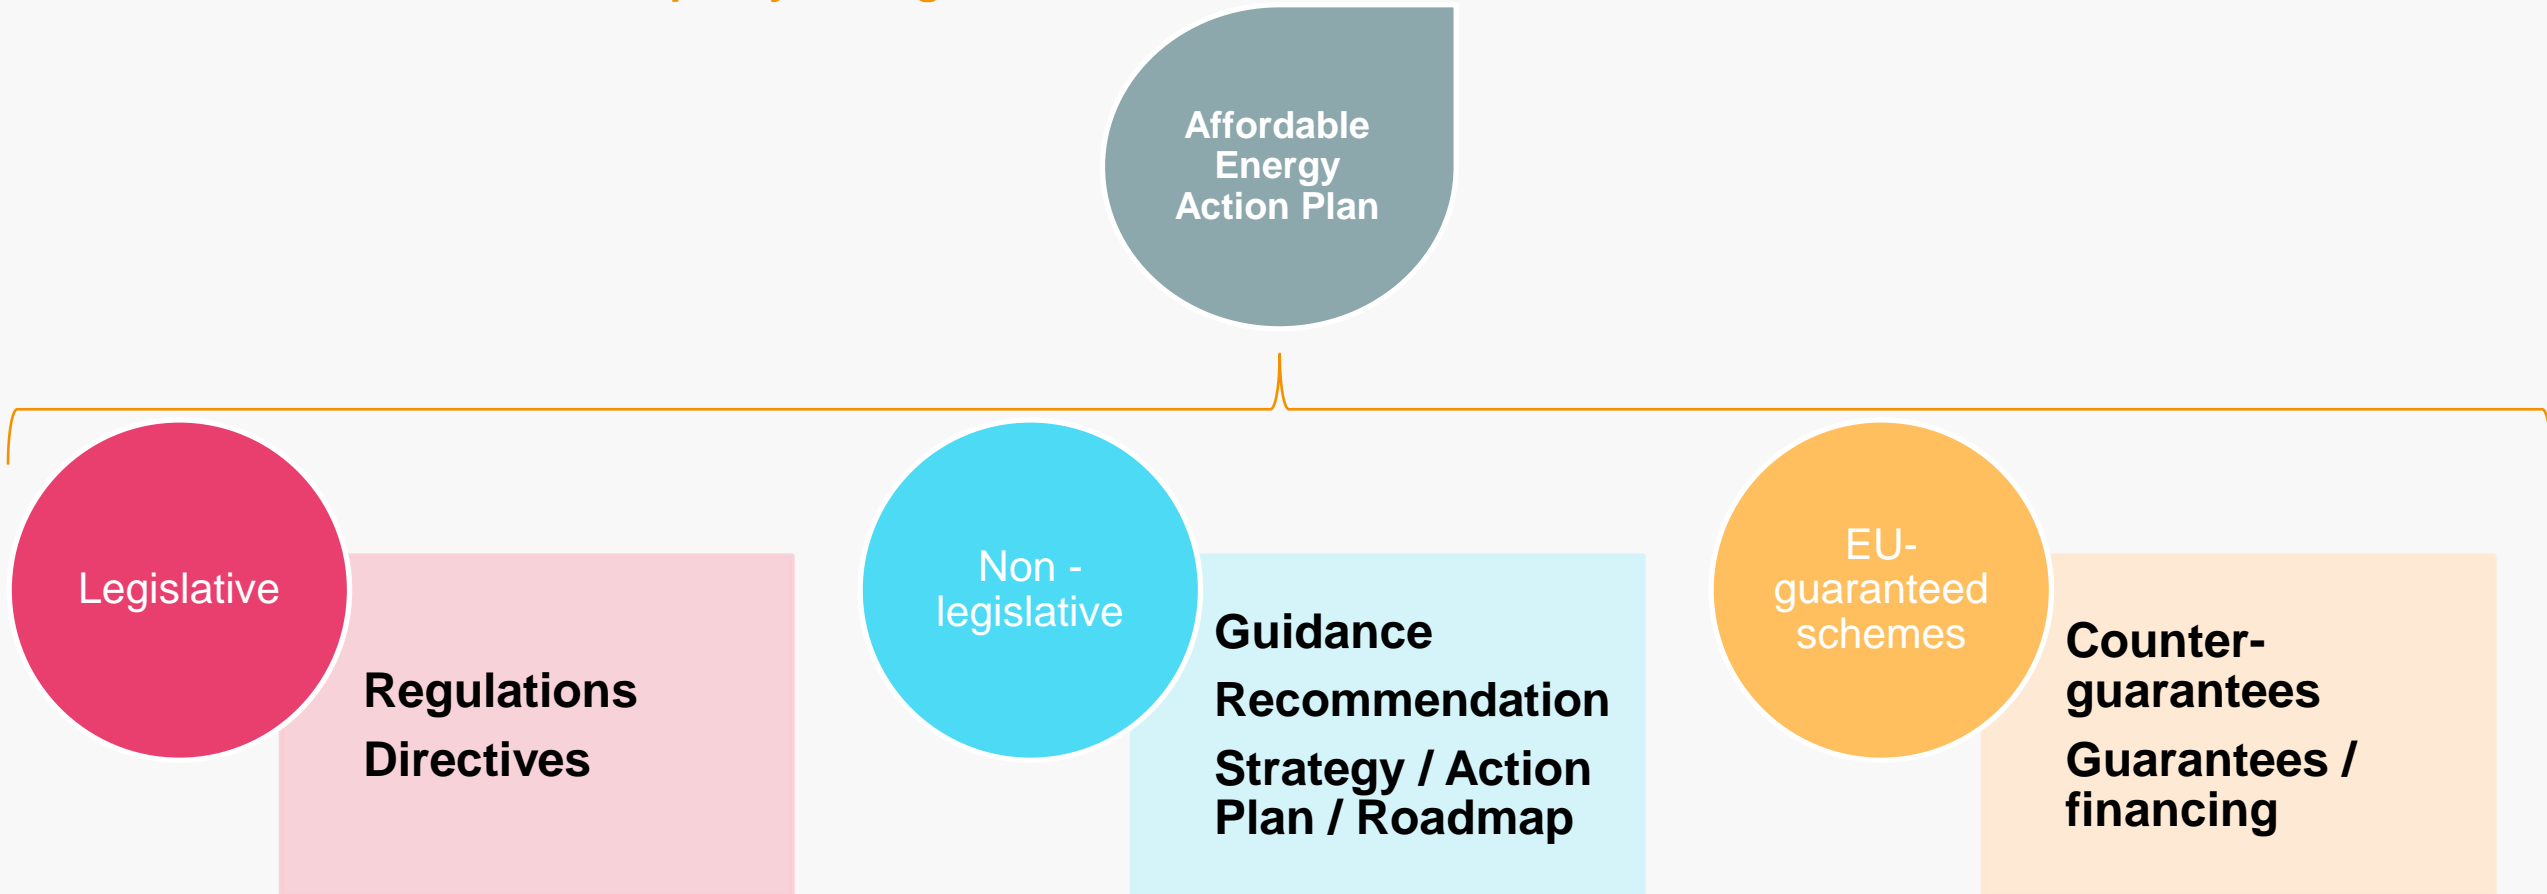 Affordable
Energy
Action Plan
Legislative
Regulations
Directives
Non -
legislative
Guidance
Recommendation
Strategy / Action
Plan / Roadmap
EU-
guaranteed
schemes
Counter-
guarantees
Guarantees /
financing